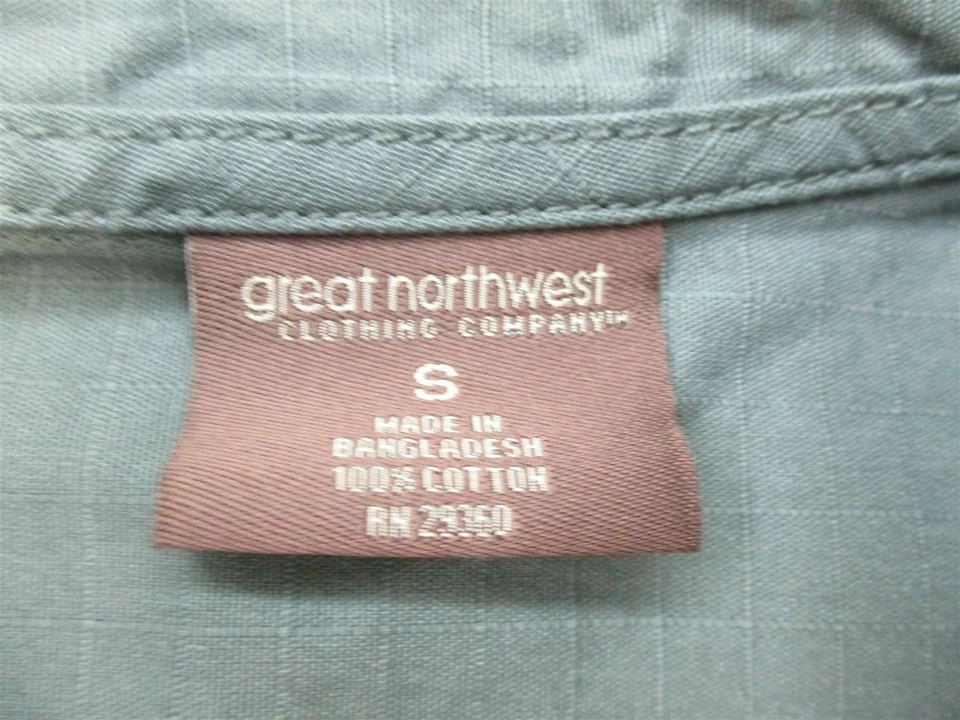 great northwest
CLOTHING COMPANY™
S
MADE IN
BANGLADESH
100% COTTON
RN 29360